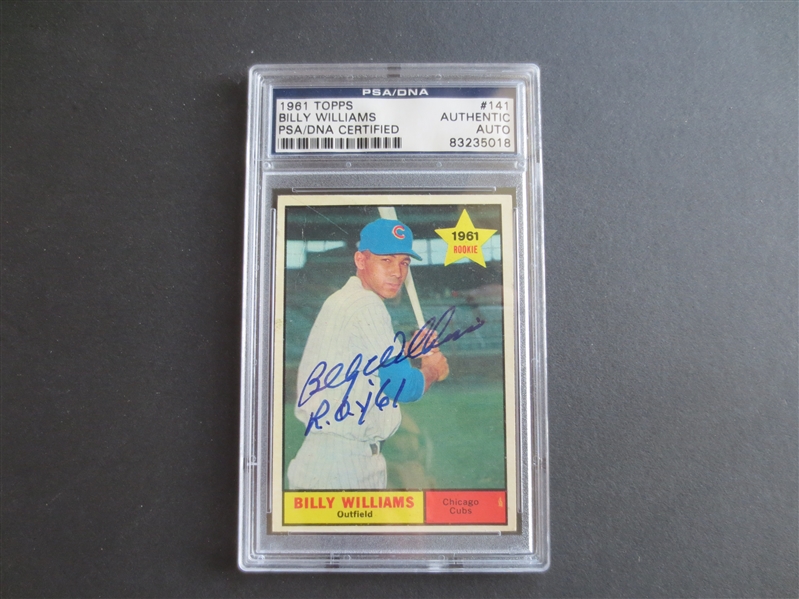 PSA/DNA
1961 TOPPS #141
BILLY WILLIAMS AUTHENTIC
PSA/DNA CERTIFIED AUTO
83235018
C
1961
ROOKIE
Billy Williams
R.O.Y 61
BILLY WILLIAMS
Outfield
Chicago
Cubs